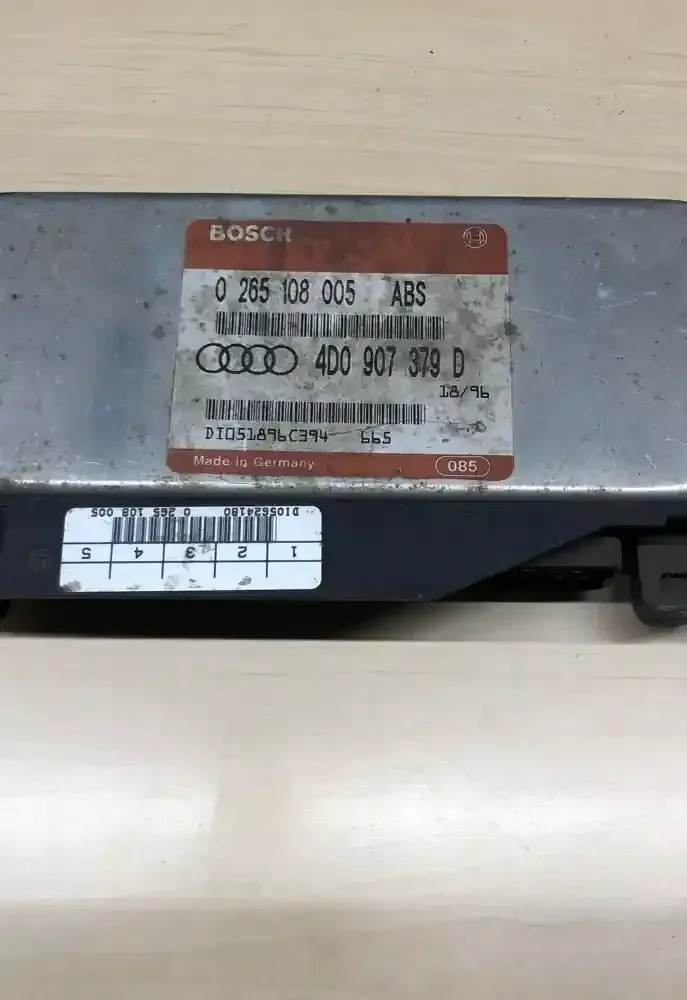 BOSCH
0 265 108 005 ABS
4D0 907 379 D
18/96
DI051896C394 665
Made in Germany 085
DI05624180 0 265 108 005
1 2 3 4 5